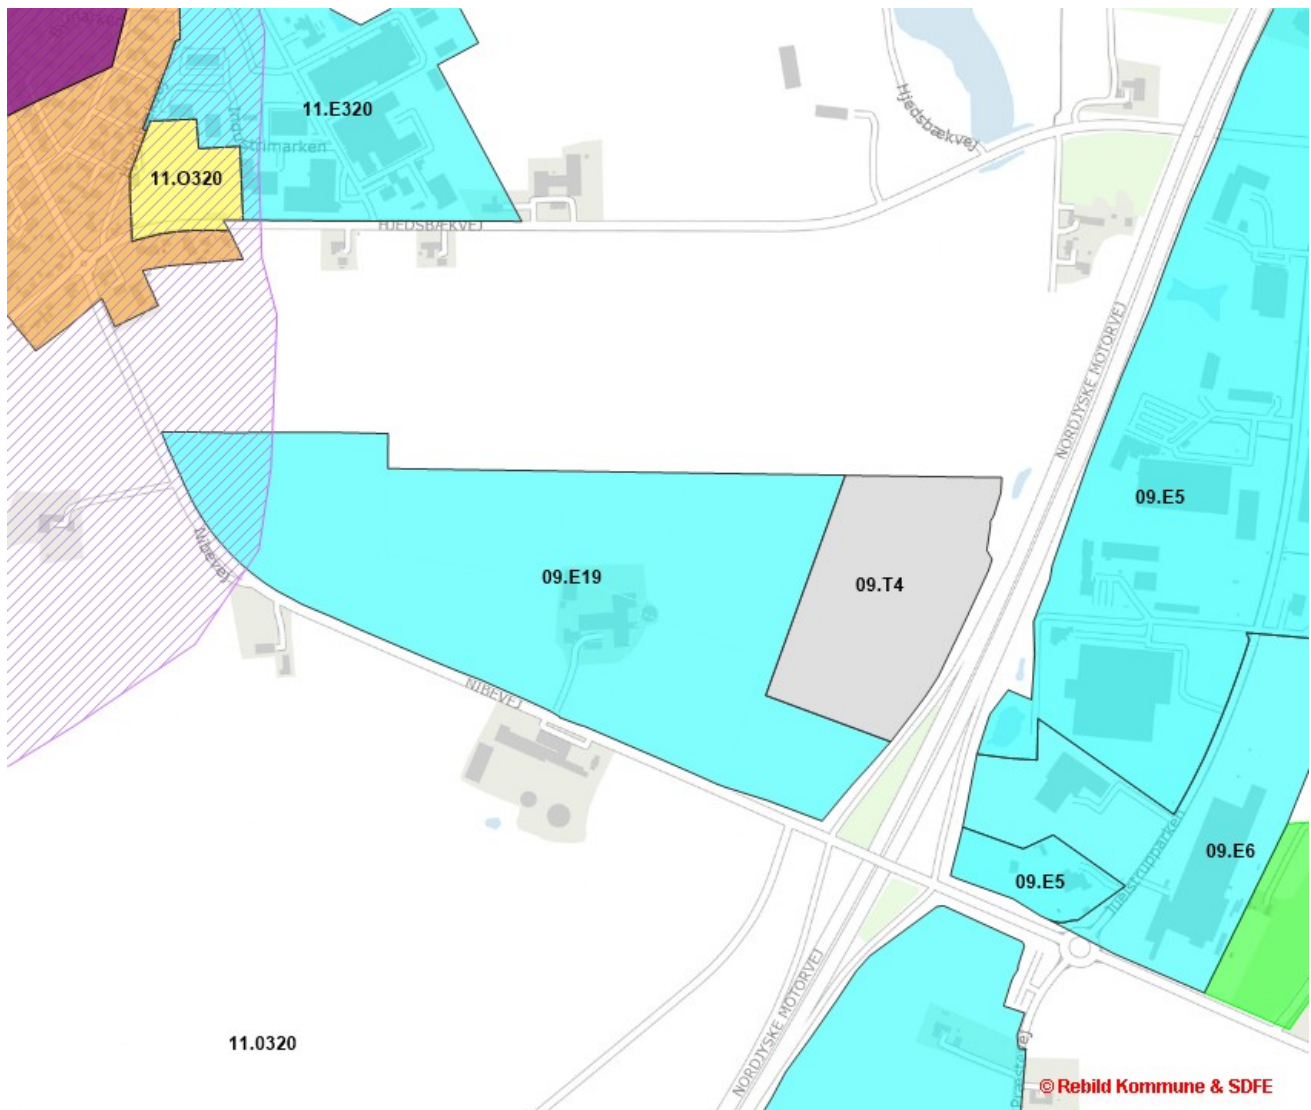 11.E320
Industrimarken
11.O320
HJEDSBÆKVEJ
Hjedsbækvej
NORDJYSKE MOTORVEJ
09.E5
Nibevej
09.E19
09.T4
NIBEVEJ
09.E6
09.E5
Juelstrupparken
NORDJYSKE MOTORVEJ
11.0320
© Rebild Kommune & SDFE